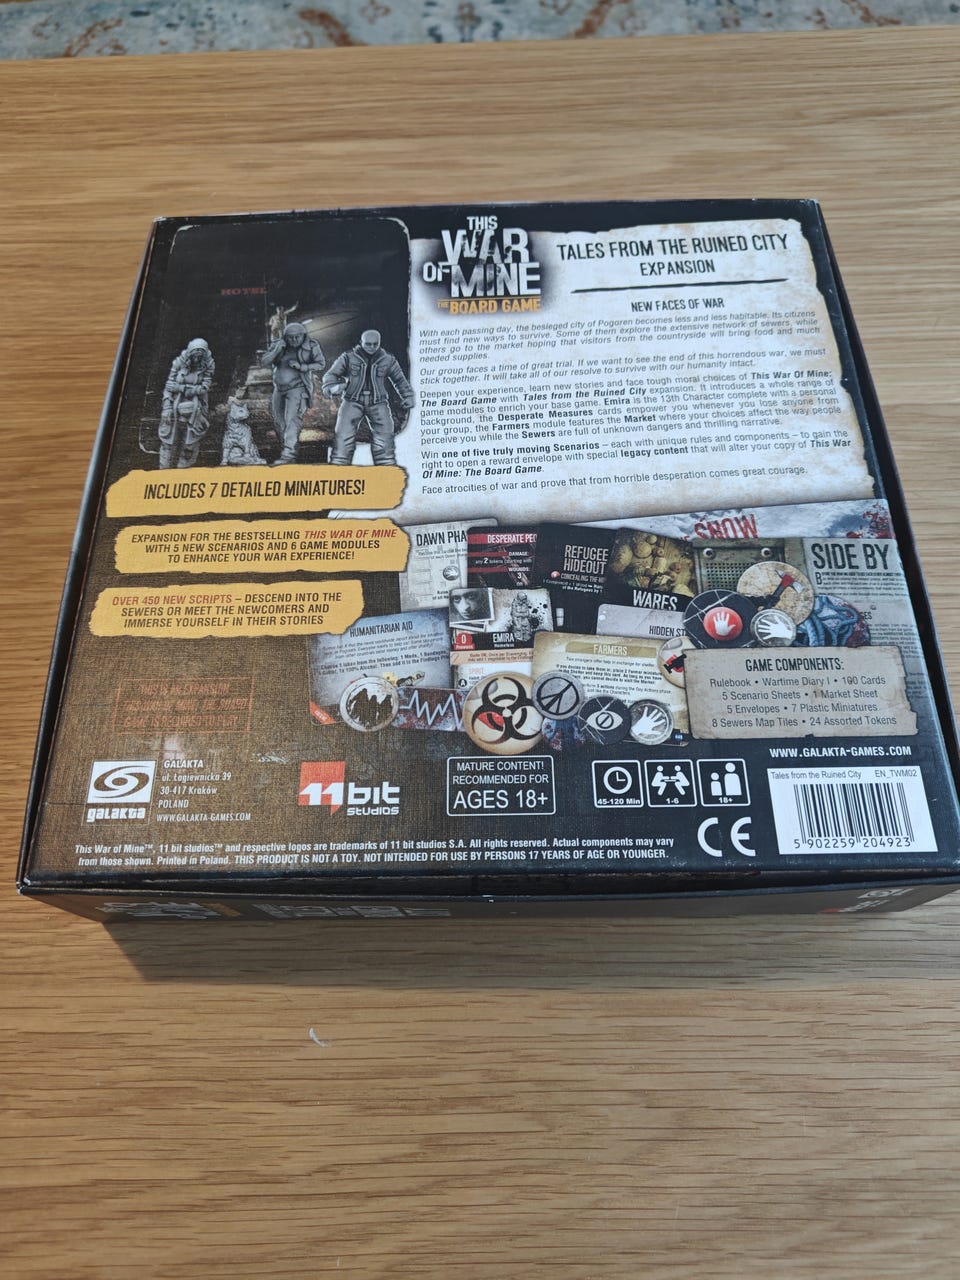 THIS
WAR
OF MINE
THE BOARD GAME
TALES FROM THE RUINED CITY
EXPANSION
HOTEL
NEW FACES OF WAR
With each passing day, the besieged city of Pogoren becomes less and less habitable. Its citizens
must find new ways to survive. Some of them explore the extensive network of sewers, while
others go to the market hoping that visitors from the countryside will bring food and much
needed supplies.
Our group faces a time of great trial. If we want to see the end of this horrendous war, we must
stick together. It will take all of our resolve to survive with our humanity intact.
Deepen your experience, learn new stories and face tough moral choices of This War Of Mine:
The Board Game with Tales from the Ruined City expansion. It introduces a whole range of
game modules to enrich your base game. Emira is the 13th Character complete with a personal
background, the Desperate Measures cards empower you whenever you lose anyone from
your group, the Farmers module features the Market where your choices affect the way people
perceive you while the Sewers are full of unknown dangers and thrilling narrative.
Win one of five truly moving Scenarios – each with unique rules and components – to gain the
right to open a reward envelope with special legacy content that will alter your copy of This War
Of Mine: The Board Game.
Face atrocities of war and prove that from horrible desperation comes great courage.
INCLUDES 7 DETAILED MINIATURES!
EXPANSION FOR THE BESTSELLING THIS WAR OF MINE
WITH 5 NEW SCENARIOS AND 6 GAME MODULES
TO ENHANCE YOUR WAR EXPERIENCE!
OVER 450 NEW SCRIPTS – DESCEND INTO THE
SEWERS OR MEET THE NEWCOMERS AND
IMMERSE YOURSELF IN THEIR STORIES
DAWN PHA
DESPERATE PEO
DAMAGE:
any 2 tokens
WOUNDS:
3
REFUGEE
HIDEOUT
SNOW
SIDE BY
WARES
HIDDEN ST
EMIRA
HUMANITARIAN AID
FARMERS
GAME COMPONENTS:
Rulebook • Wartime Diary I • 100 Cards
5 Scenario Sheets • 1 Market Sheet
5 Envelopes • 7 Plastic Miniatures
8 Sewers Map Tiles • 24 Assorted Tokens
THIS IS AN EXPANSION
GAME IS REQUIRED TO PLAY
WWW.GALAKTA-GAMES.COM
galakta
GALAKTA
ul. Łagiewnicka 39
30-417 Kraków
POLAND
WWW.GALAKTA-GAMES.COM
11 bit
STUDIOS
MATURE CONTENT!
RECOMMENDED FOR
AGES 18+
45-120 Min
1-6
18+
CE
Tales from the Ruined City EN_TWM02
5 902259 204923
This War of Mine™, 11 bit studios™ and respective logos are trademarks of 11 bit studios S.A. All rights reserved. Actual components may vary
from those shown. Printed in Poland. THIS PRODUCT IS NOT A TOY. NOT INTENDED FOR USE BY PERSONS 17 YEARS OF AGE OR YOUNGER.